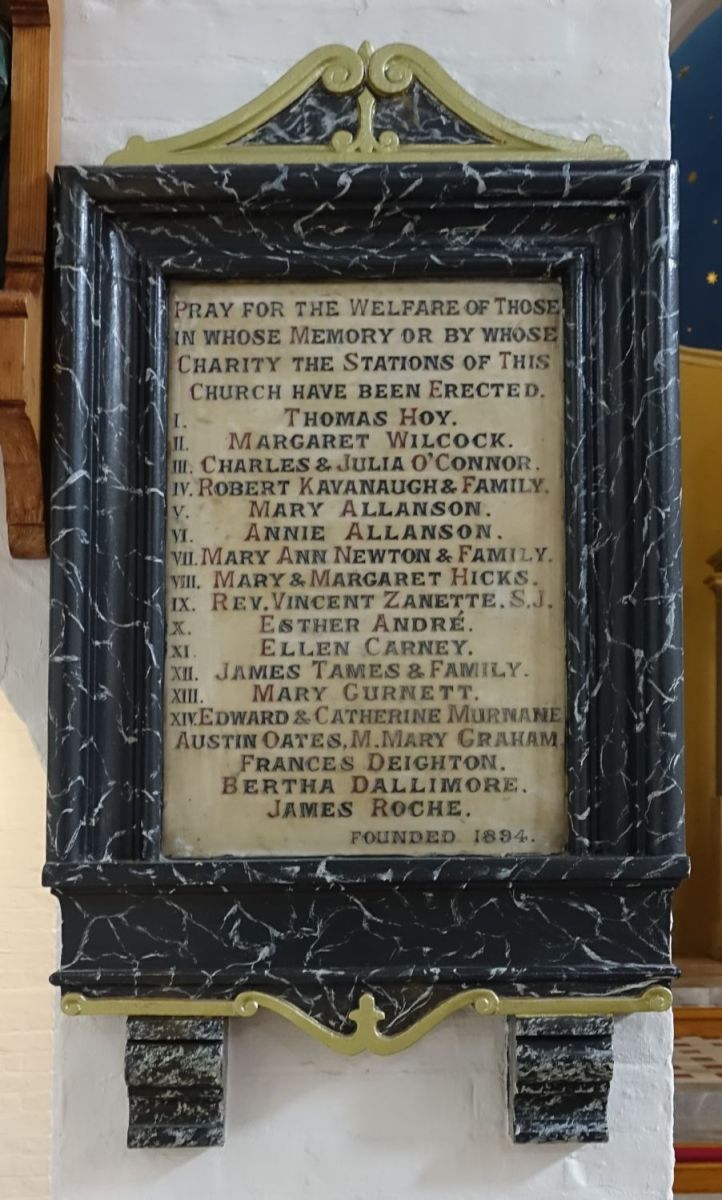 PRAY FOR THE WELFARE OF THOSE
IN WHOSE MEMORY OR BY WHOSE
CHARITY THE STATIONS OF THIS
CHURCH HAVE BEEN ERECTED.
I. THOMAS HOY.
II. MARGARET WILCOCK.
III. CHARLES & JULIA O'CONNOR.
IV. ROBERT KAVANAUGH & FAMILY.
V. MARY ALLANSON.
VI. ANNIE ALLANSON.
VII. MARY ANN NEWTON & FAMILY.
VIII. MARY & MARGARET HICKS.
IX. REV. VINCENT ZANETTE. S.J.
X. ESTHER ANDRÉ.
XI. ELLEN CARNEY.
XII. JAMES TAMES & FAMILY.
XIII. MARY GURNETT.
XIV. EDWARD & CATHERINE MURNANE
AUSTIN OATES, M. MARY GRAHAM,
FRANCES DEIGHTON.
BERTHA DALLIMORE.
JAMES ROCHE.
FOUNDED 1894.